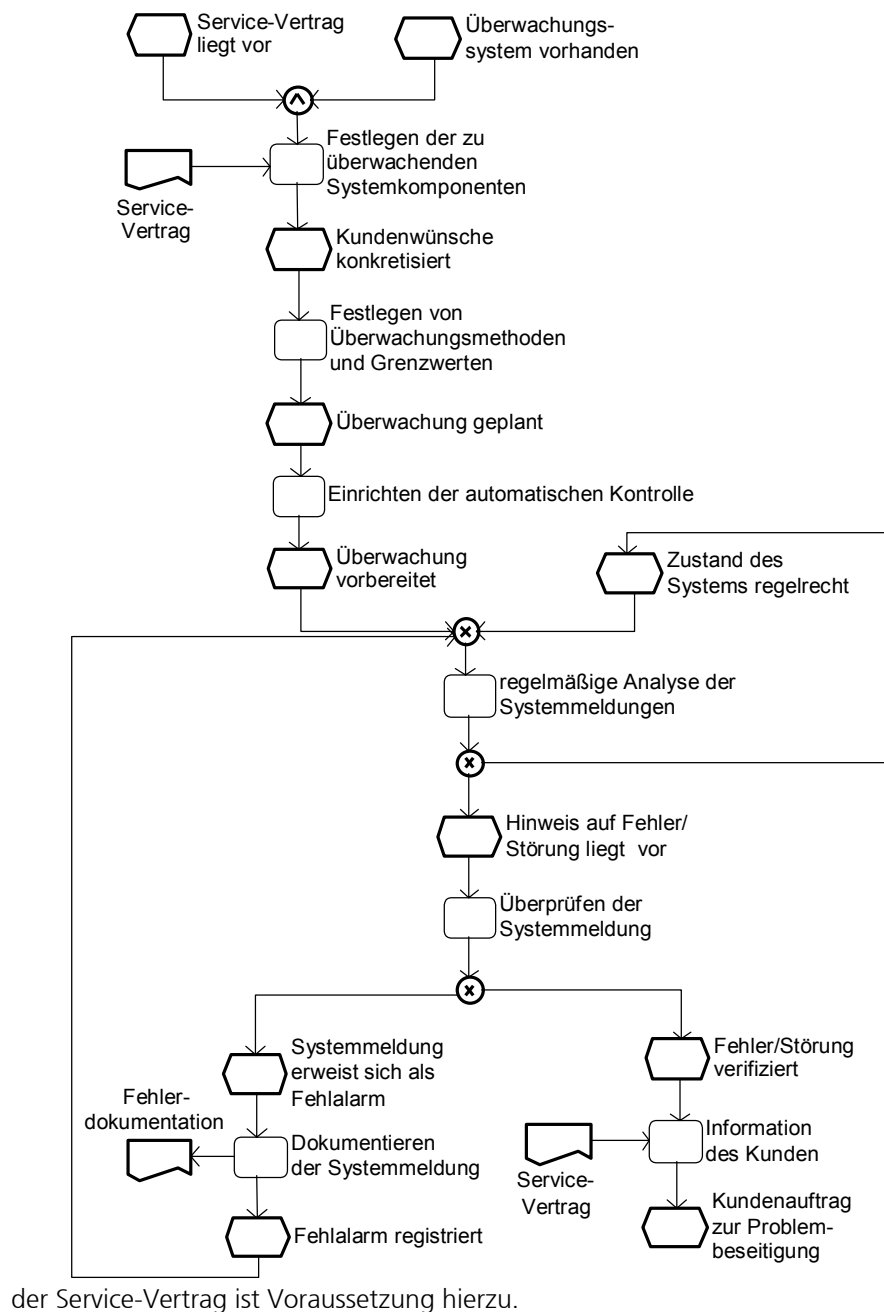 Service-Vertrag
liegt vor
Überwachungs-
system vorhanden
Festlegen der zu
überwachenden
Systemkomponenten
Service-
Vertrag
Kundenwünsche
konkretisiert
Festlegen von
Überwachungsmethoden
und Grenzwerten
Überwachung geplant
Einrichten der automatischen Kontrolle
Überwachung
vorbereitet
Zustand des
Systems regelrecht
regelmäßige Analyse der
Systemmeldungen
Hinweis auf Fehler/
Störung liegt vor
Überprüfen der
Systemmeldung
Systemmeldung
erweist sich als
Fehlalarm
Fehler/Störung
verifiziert
Fehler-
dokumentation
Dokumentieren
der Systemmeldung
Information
des Kunden
Service-
Vertrag
Fehlalarm registriert
Kundenauftrag
zur Problem-
beseitigung
der Service-Vertrag ist Voraussetzung hierzu.